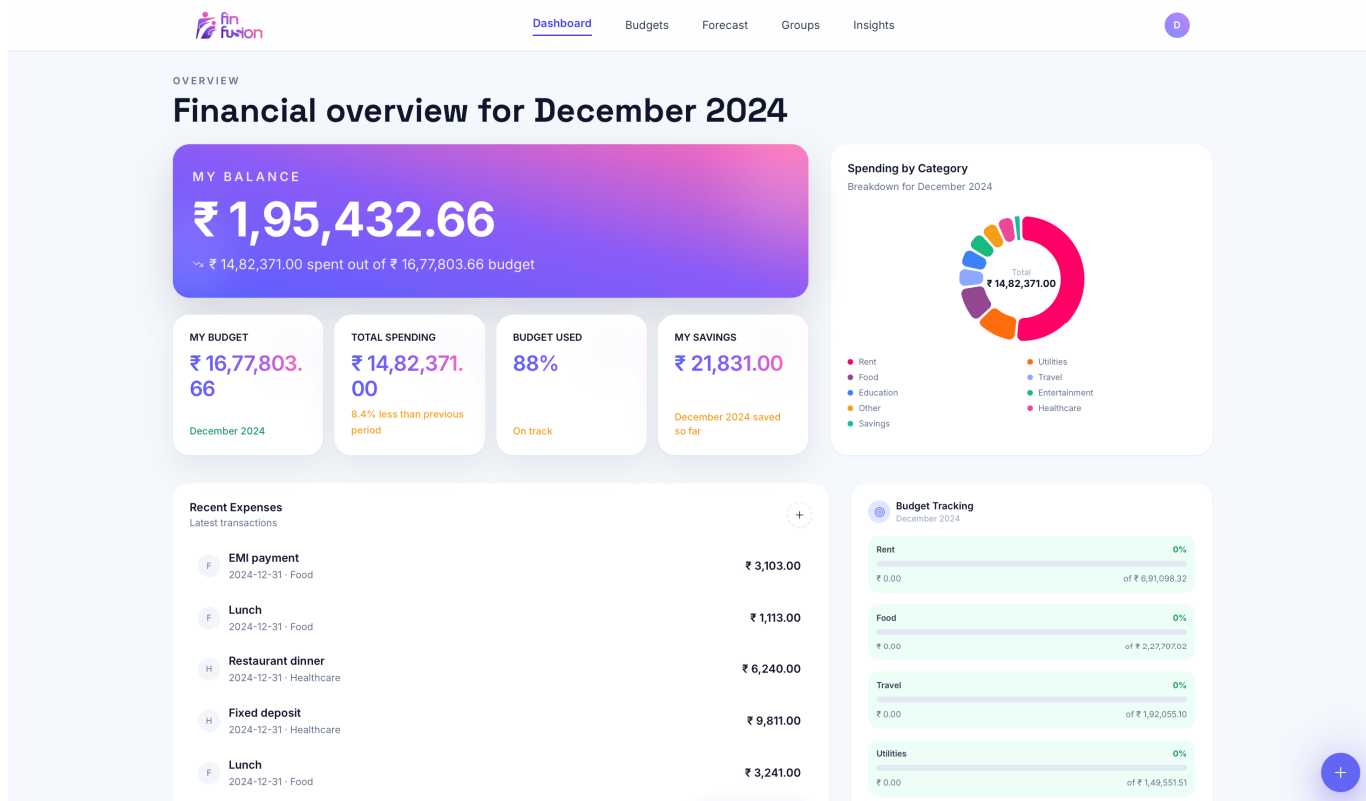 fin
fusion
Dashboard
Budgets
Forecast
Groups
Insights
D
OVERVIEW
Financial overview for December 2024
MY BALANCE
₹ 1,95,432.66
₹ 14,82,371.00 spent out of ₹ 16,77,803.66 budget
MY BUDGET
₹ 16,77,803.
66
December 2024
TOTAL SPENDING
₹ 14,82,371.
00
8.4% less than previous
period
BUDGET USED
88%
On track
MY SAVINGS
₹ 21,831.00
December 2024 saved
so far
Spending by Category
Breakdown for December 2024
Total
₹ 14,82,371.00
Rent
Utilities
Food
Travel
Education
Entertainment
Other
Healthcare
Savings
Recent Expenses
Latest transactions
+
F
EMI payment
2024-12-31 · Food
₹ 3,103.00
F
Lunch
2024-12-31 · Food
₹ 1,113.00
H
Restaurant dinner
2024-12-31 · Healthcare
₹ 6,240.00
H
Fixed deposit
2024-12-31 · Healthcare
₹ 9,811.00
F
Lunch
2024-12-31 · Food
₹ 3,241.00
Budget Tracking
December 2024
Rent
0%
₹ 0.00
of ₹ 6,91,098.32
Food
0%
₹ 0.00
of ₹ 2,27,797.02
Travel
0%
₹ 0.00
of ₹ 1,92,055.10
Utilities
0%
₹ 0.00
of ₹ 1,49,551.51
+